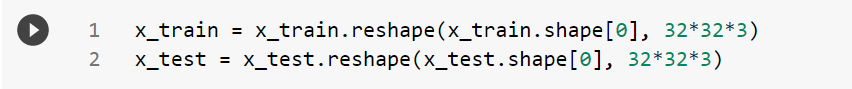 1 x_train = x_train.reshape(x_train.shape[0], 32*32*3)
2 x_test = x_test.reshape(x_test.shape[0], 32*32*3)